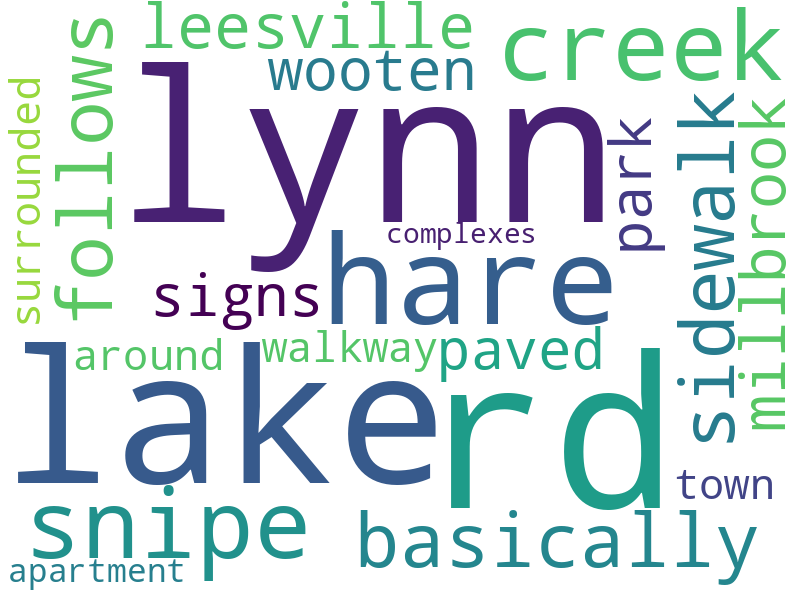 leesville
creek
wooten
follows
lynn
surrounded
park
sidewalk
millbrook
complexes
hare
signs
around
walkway
paved
lake
rd
town
snipe
basically
apartment